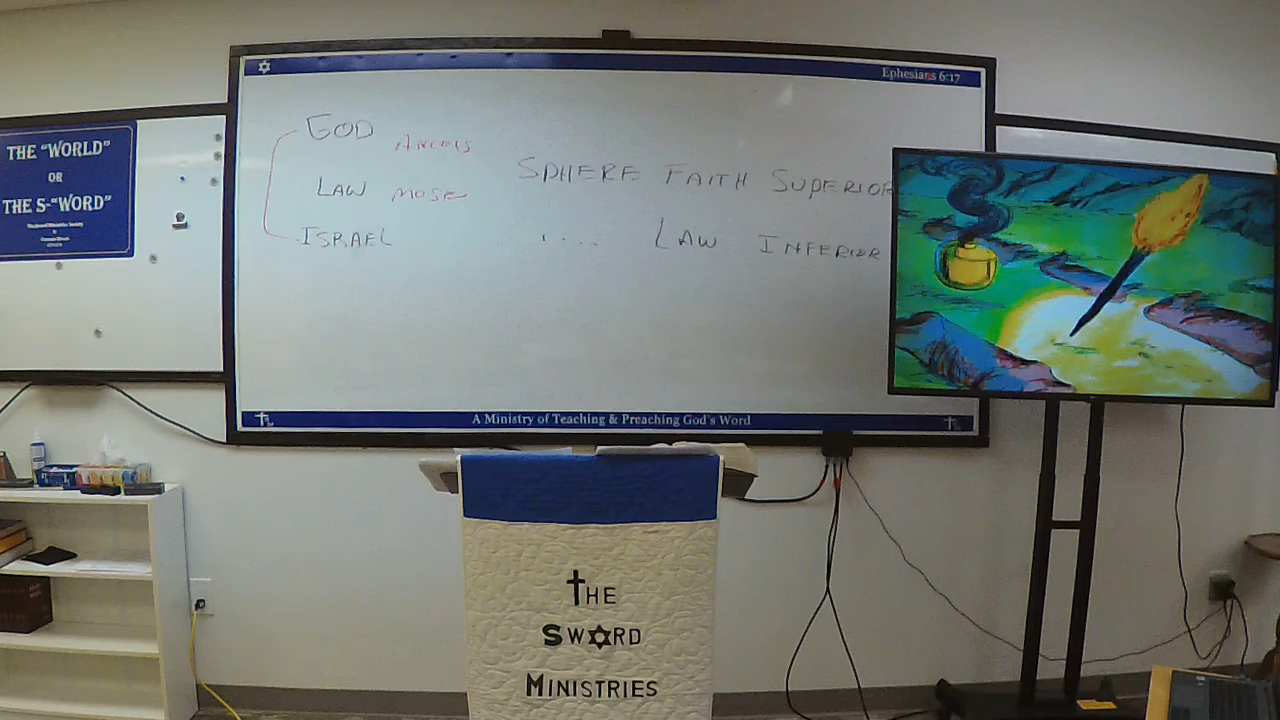 Ephesians 6:17
THE "WORLD"
OR
THE S-"WORD"
GOD
ANGELS
LAW MOSE
ISRAEL
SPHERE FAITH SUPERIOR
" .... LAW INFERIOR
A Ministry of Teaching & Preaching God's Word
THE
SWORD
MINISTRIES